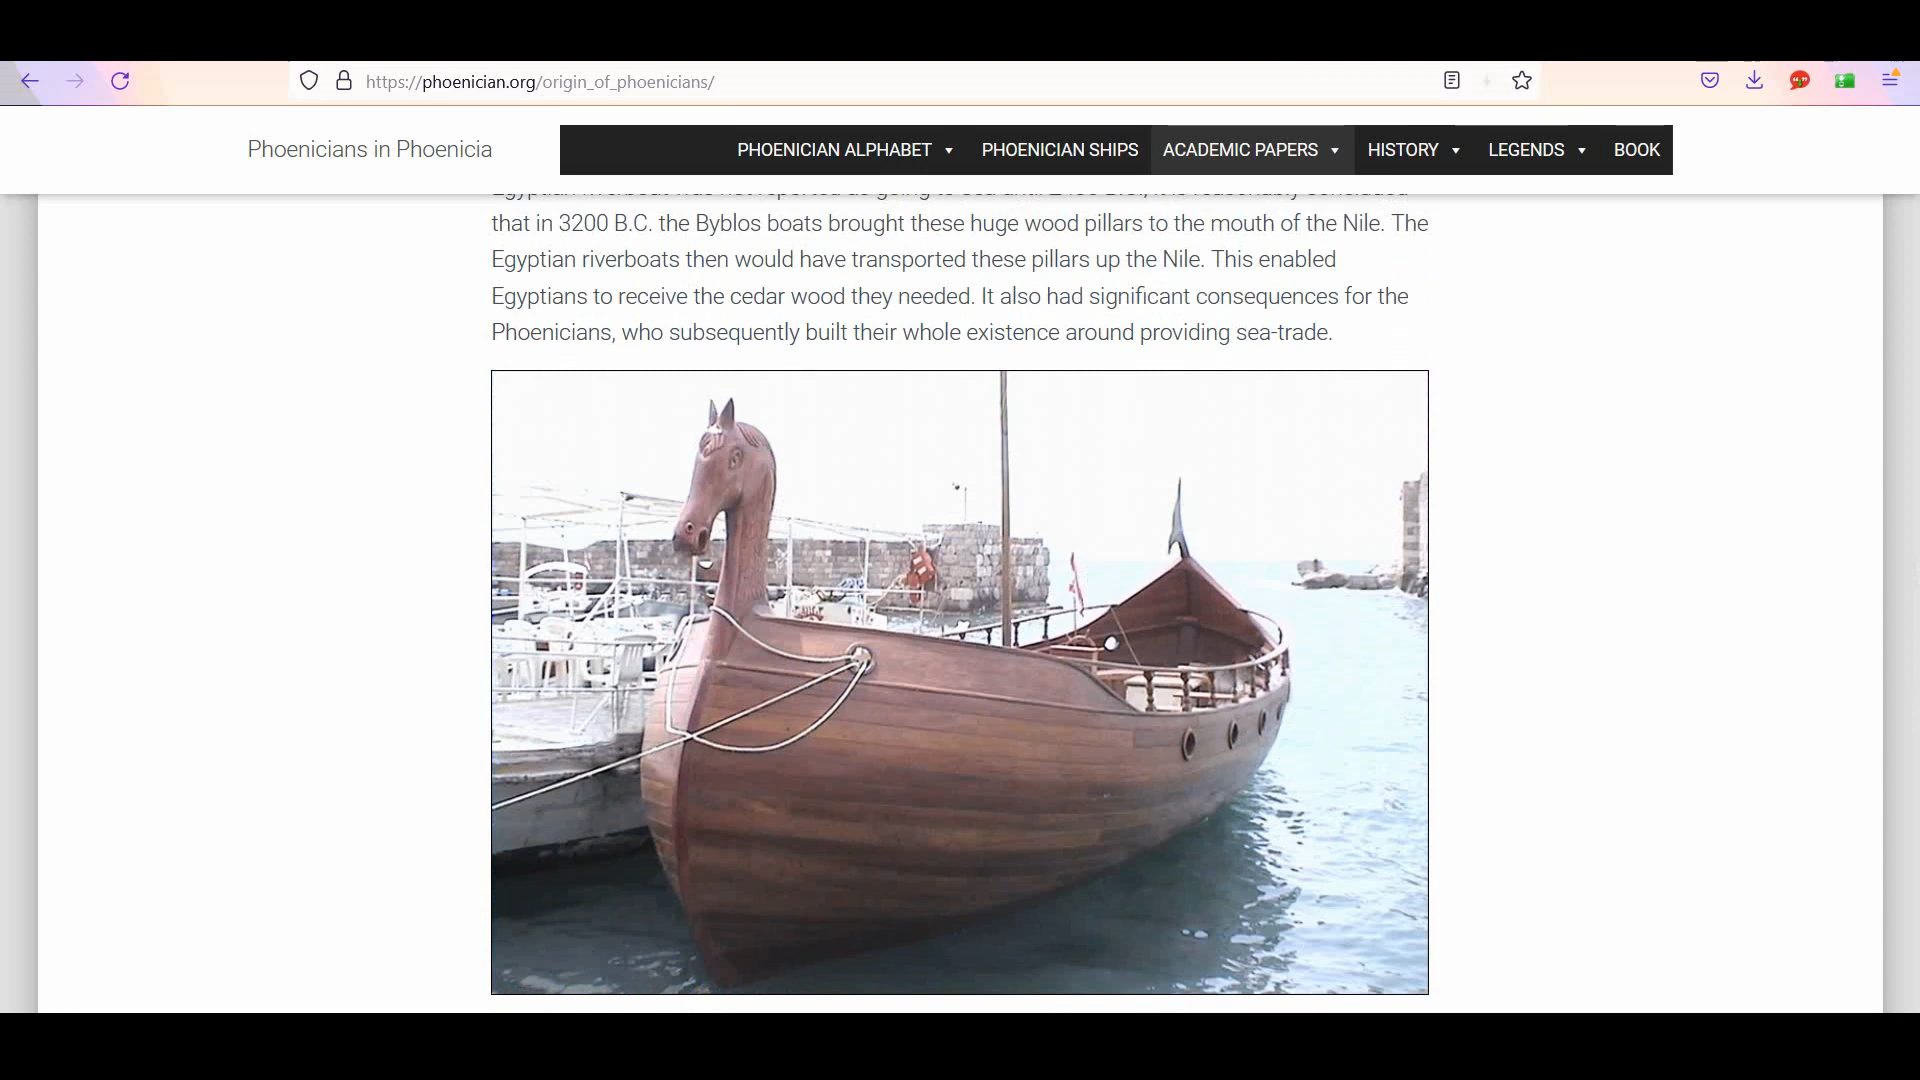 https://phoenician.org/origin_of_phoenicians/
Phoenicians in Phoenicia
PHOENICIAN ALPHABET
PHOENICIAN SHIPS
ACADEMIC PAPERS
HISTORY
LEGENDS
BOOK
that in 3200 B.C. the Byblos boats brought these huge wood pillars to the mouth of the Nile. The
Egyptian riverboats then would have transported these pillars up the Nile. This enabled
Egyptians to receive the cedar wood they needed. It also had significant consequences for the
Phoenicians, who subsequently built their whole existence around providing sea-trade.